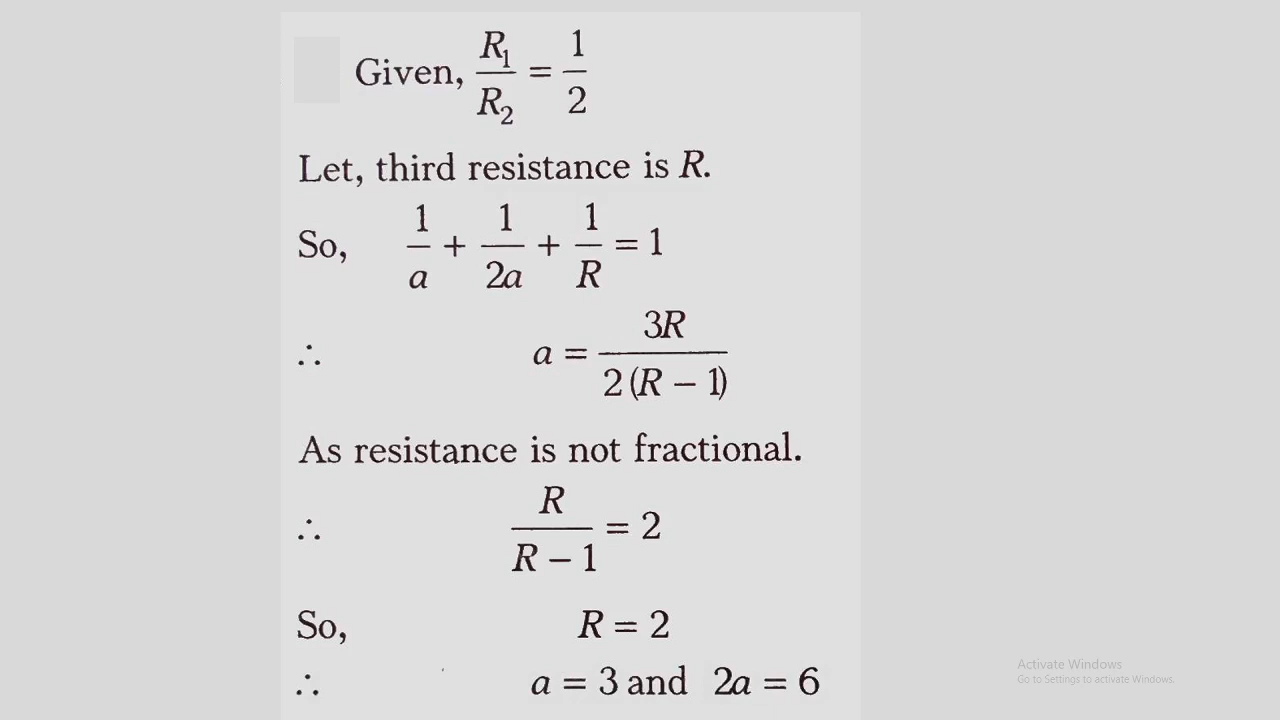 Given, R₁/R₂ = 1/2
Let, third resistance is R.
So, 1/a + 1/2a + 1/R = 1
∴ a = 3R/2(R − 1)
As resistance is not fractional.
∴ R/R − 1 = 2
So, R = 2
∴ a = 3 and 2a = 6
Activate Windows
Go to Settings to activate Windows.